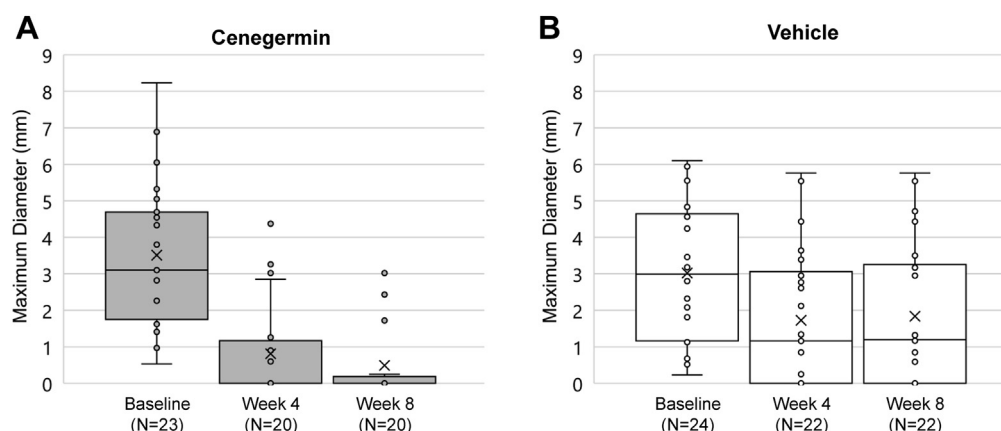 A
Cenegermin
Maximum Diameter (mm)
9
8
7
6
5
4
3
2
1
0
Baseline
(N=23)
Week 4
(N=20)
Week 8
(N=20)
B
Vehicle
Maximum Diameter (mm)
9
8
7
6
5
4
3
2
1
0
Baseline
(N=24)
Week 4
(N=22)
Week 8
(N=22)